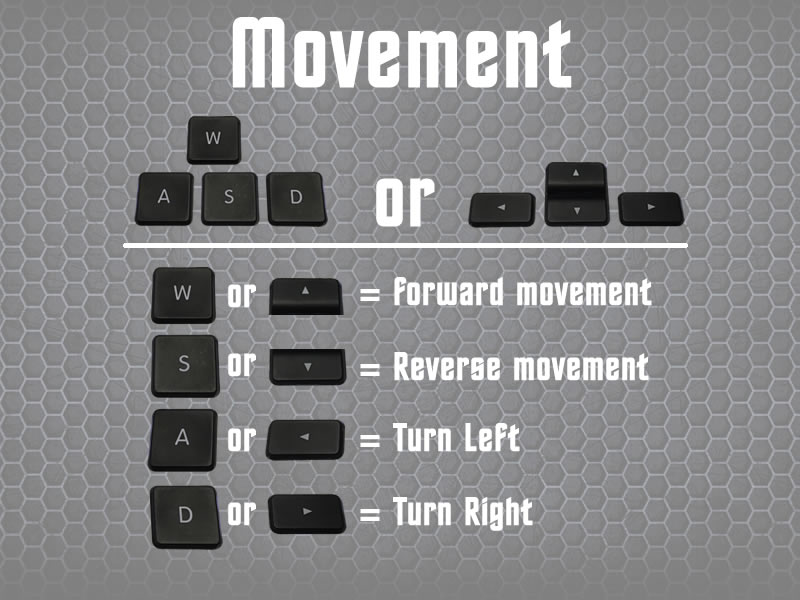 Movement
W
A S D or ◄ ▲ ▼ ►
W or ▲ = Forward movement
S or ▼ = Reverse movement
A or ◄ = Turn Left
D or ► = Turn Right